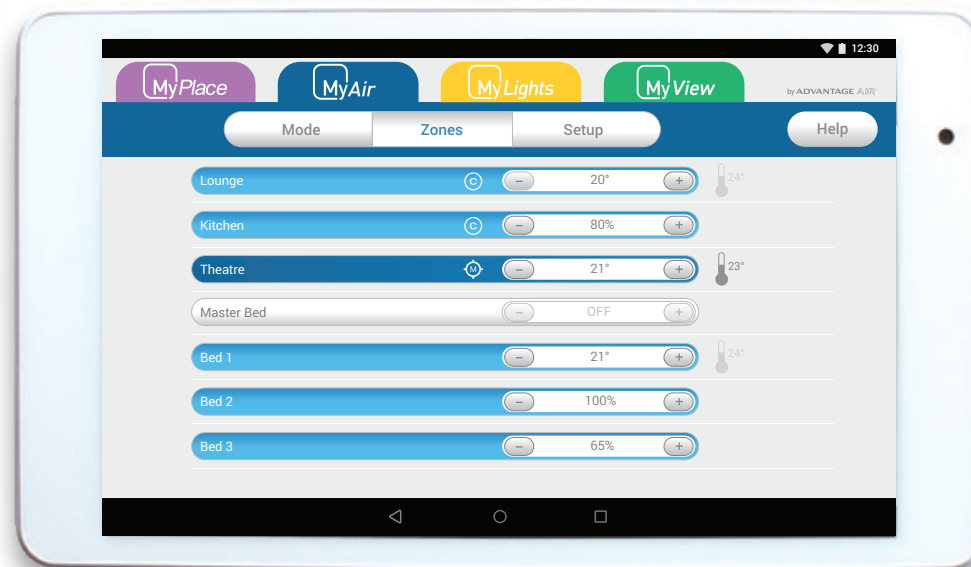 12:30
MyPlace MyAir MyLights MyView by ADVANTAGE AIR
Mode Zones Setup Help
Lounge C − 20° + 24°
Kitchen C − 80% +
Theatre M − 21° + 23°
Master Bed − OFF +
Bed 1 − 21° + 24°
Bed 2 − 100% +
Bed 3 − 65% +